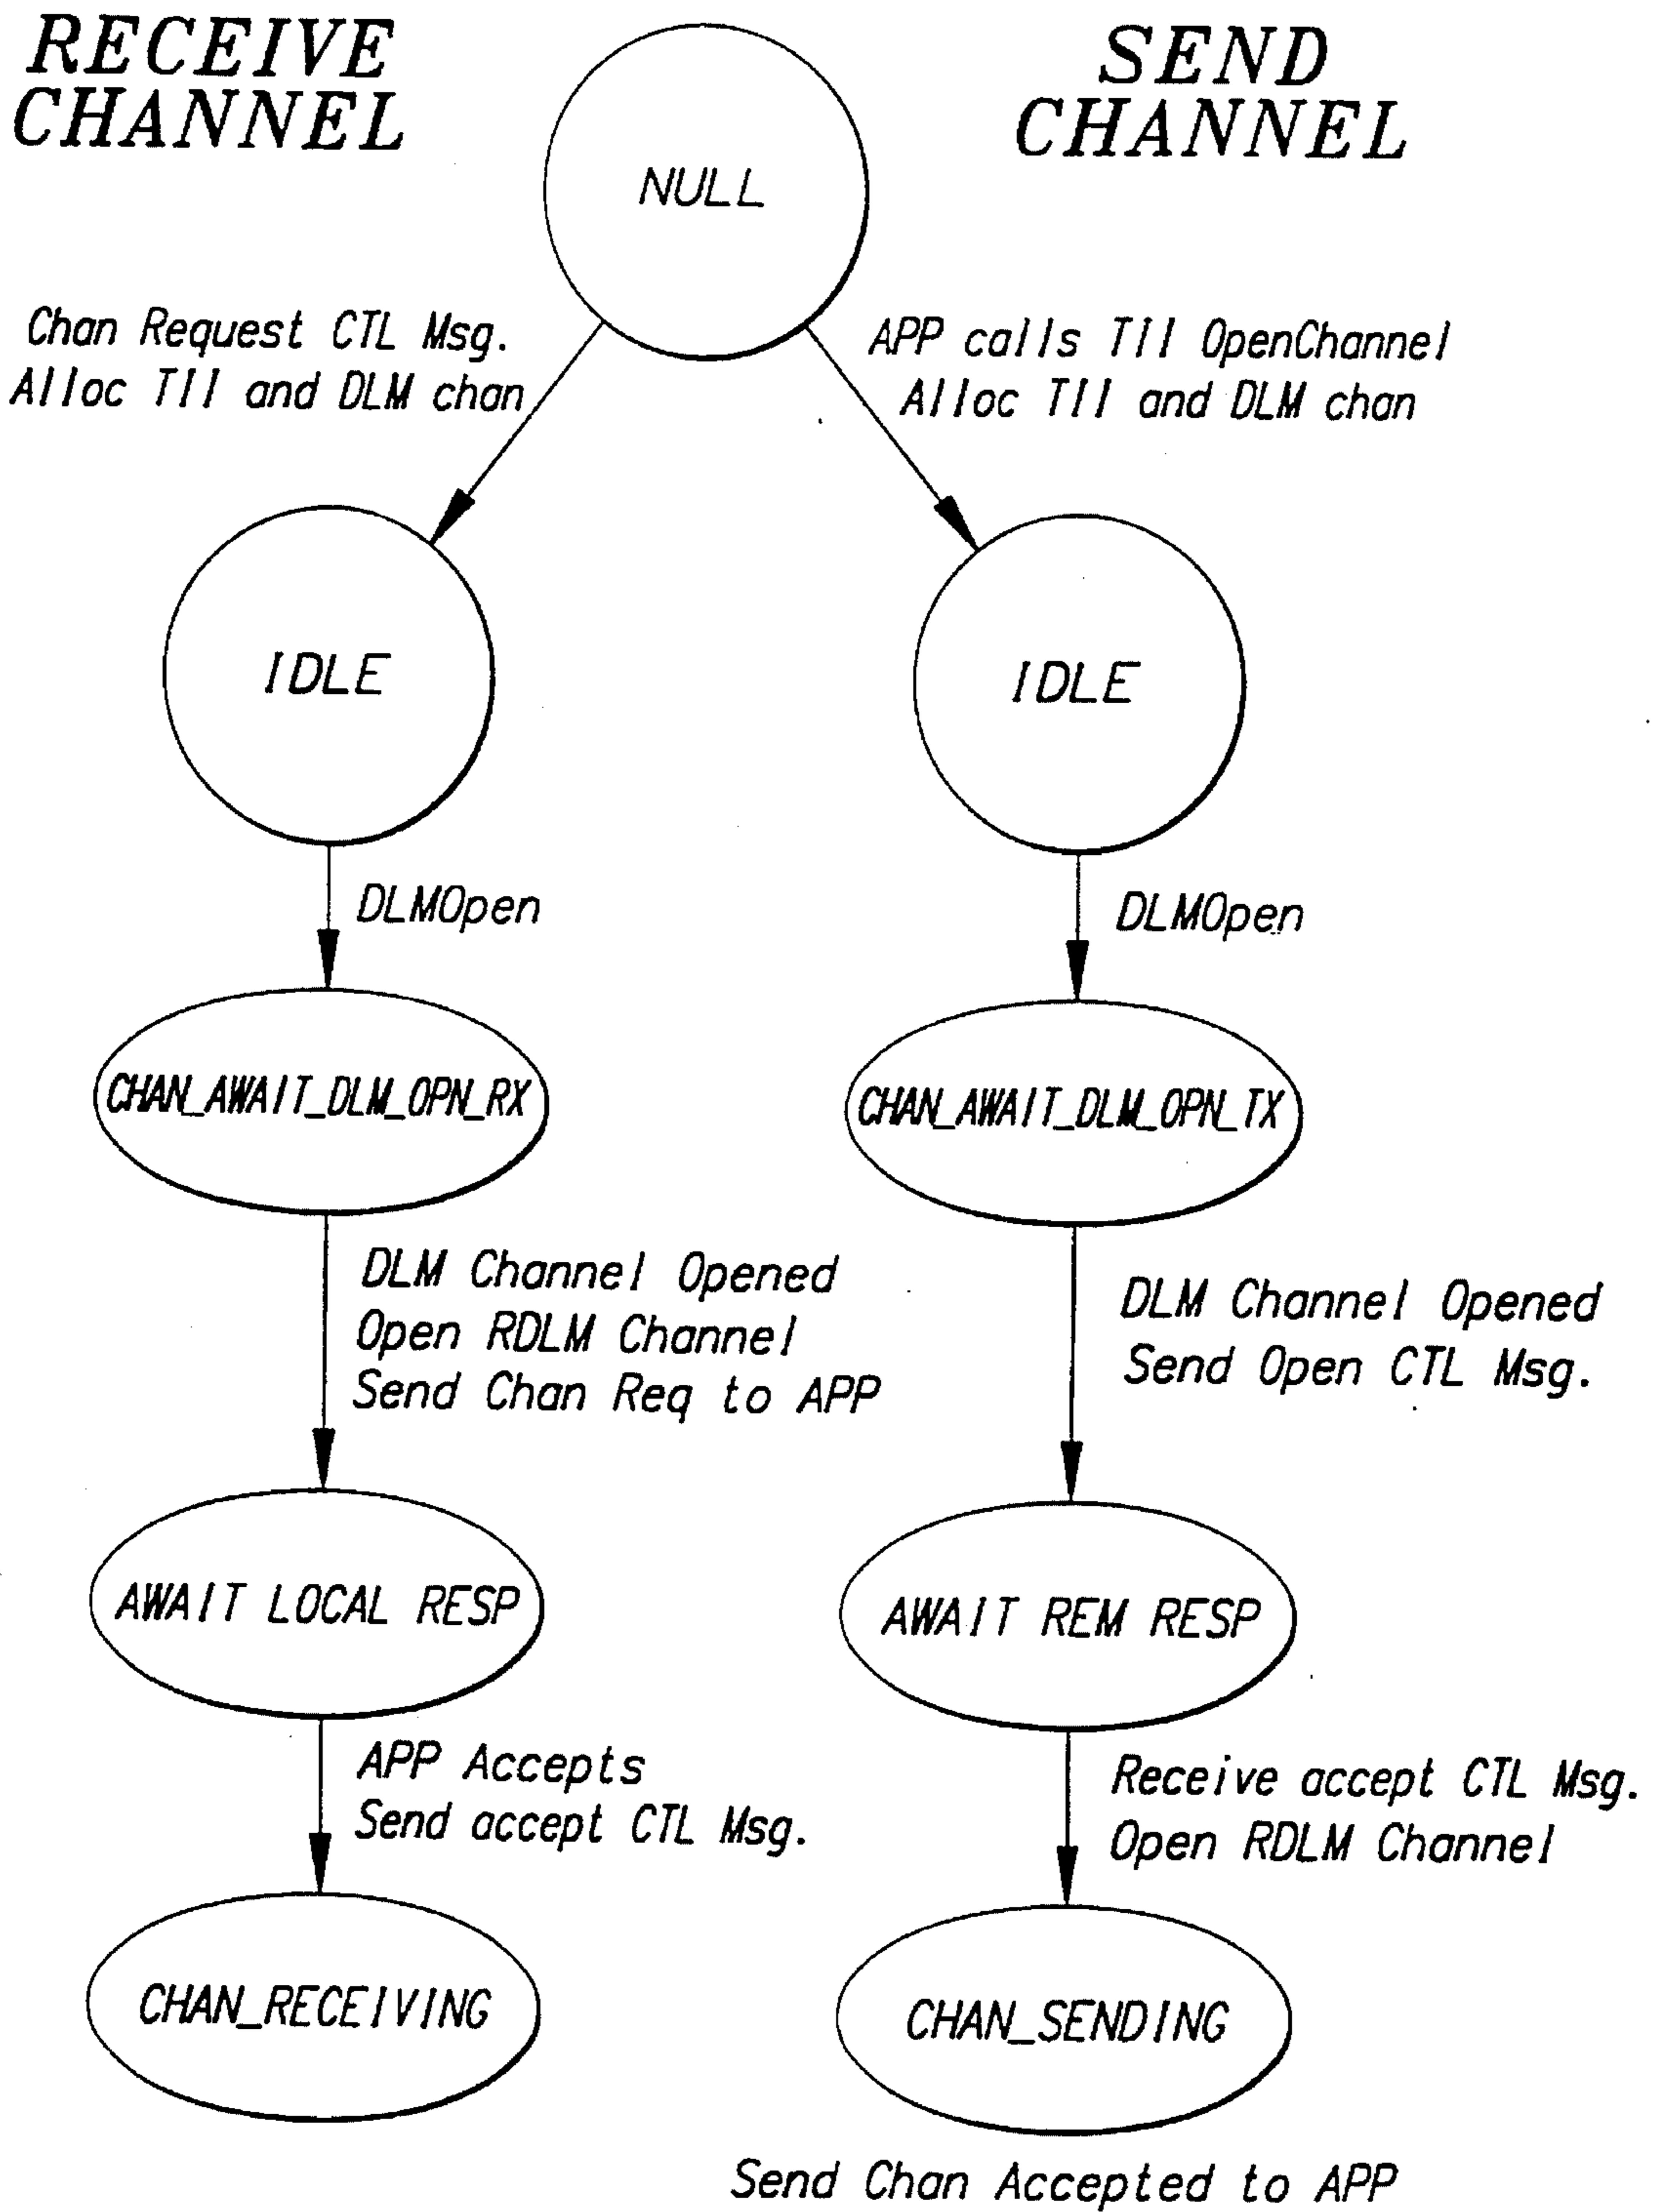 RECEIVE
CHANNEL
SEND
CHANNEL
NULL
Chan Request CTL Msg.
Alloc TII and DLM chan
APP calls TII OpenChannel
Alloc TII and DLM chan
IDLE
IDLE
DLMOpen
DLMOpen
CHAN_AWAIT_DLM_OPN_RX
CHAN_AWAIT_DLM_OPN_TX
DLM Channel Opened
Open RDLM Channel
Send Chan Req to APP
DLM Channel Opened
Send Open CTL Msg.
AWAIT LOCAL RESP
AWAIT REM RESP
APP Accepts
Send accept CTL Msg.
Receive accept CTL Msg.
Open RDLM Channel
CHAN_RECEIVING
CHAN_SENDING
Send Chan Accepted to APP